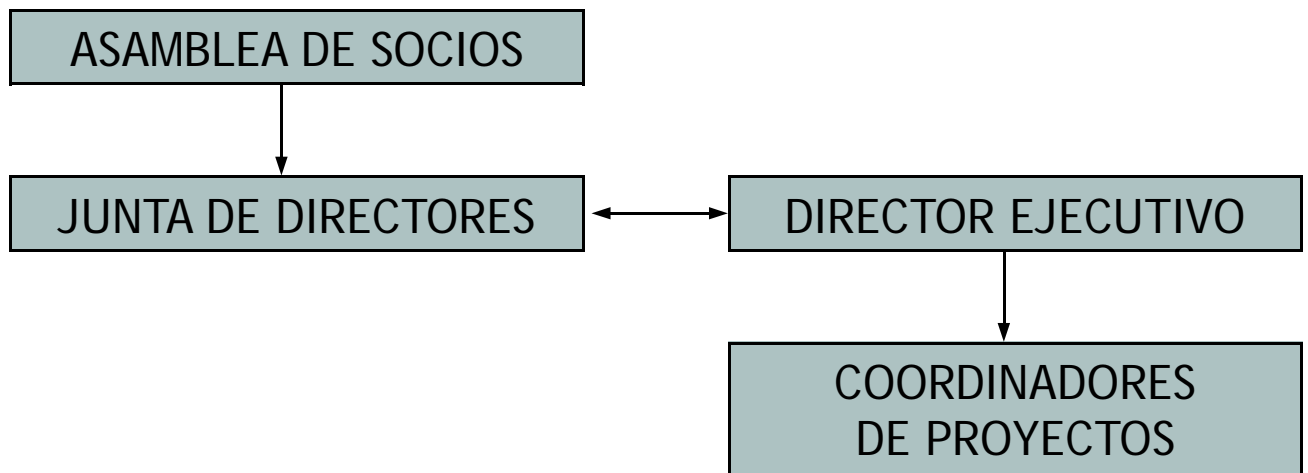 ASAMBLEA DE SOCIOS
JUNTA DE DIRECTORES
DIRECTOR EJECUTIVO
COORDINADORES
DE PROYECTOS